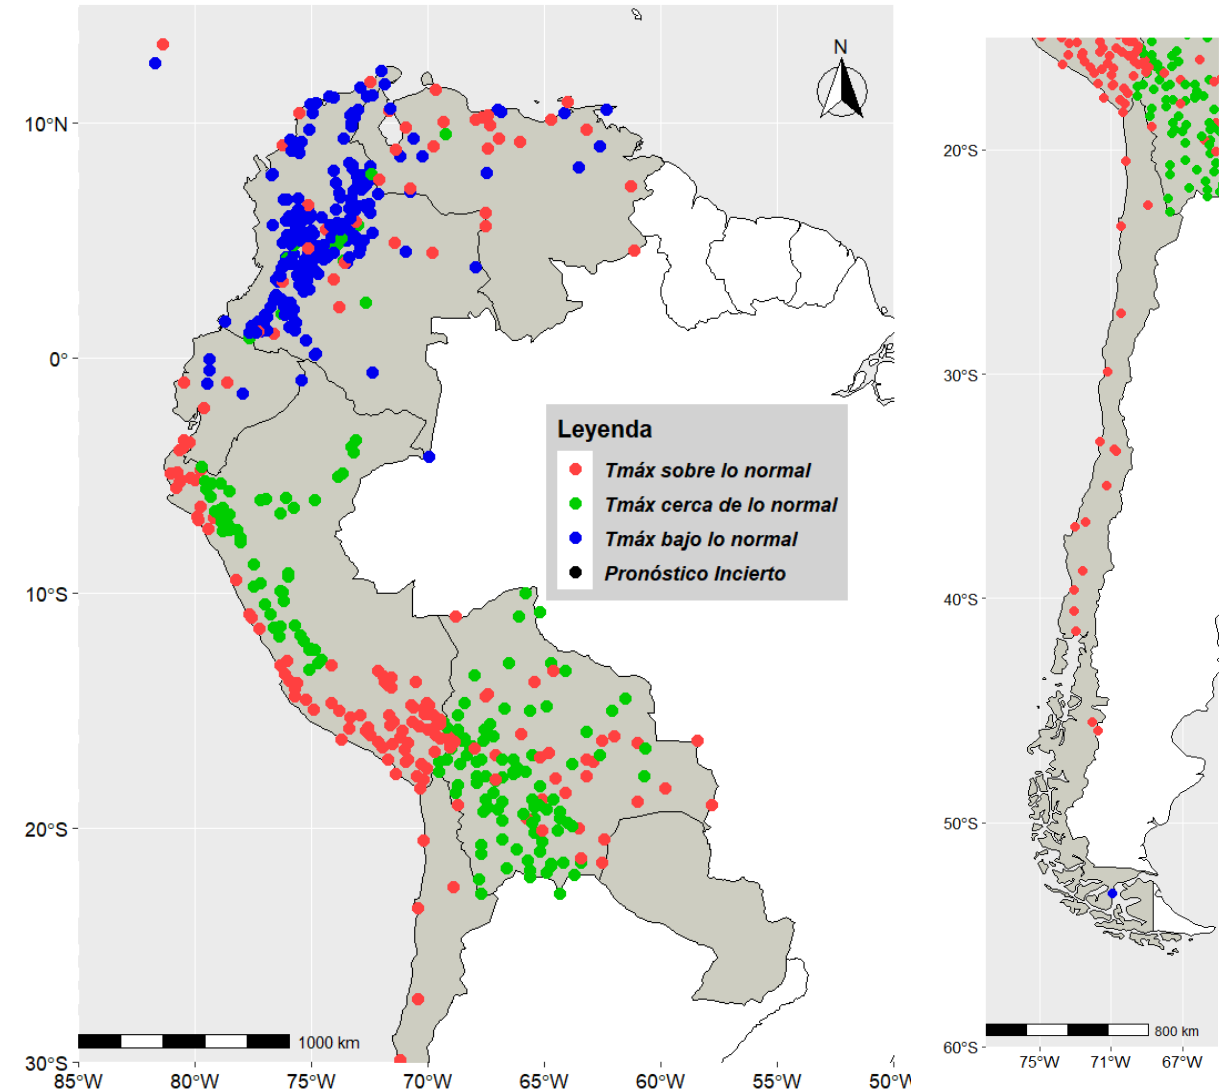 N
10°N
0°
10°S
20°S
30°S
85°W
80°W
75°W
70°W
65°W
60°W
55°W
50°W
1000 km
Leyenda
Tmáx sobre lo normal
Tmáx cerca de lo normal
Tmáx bajo lo normal
Pronóstico Incierto
20°S
30°S
40°S
50°S
60°S
75°W
71°W
67°W
800 km